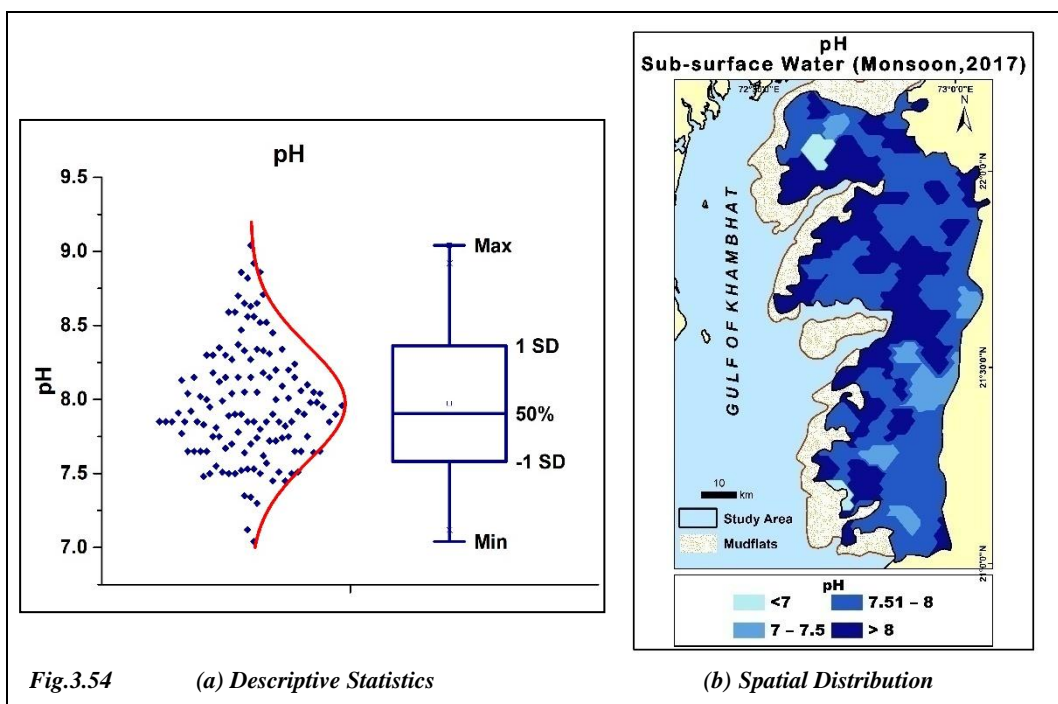 pH
9.5
9.0
8.5
8.0
7.5
7.0
pH
Max
1 SD
50%
-1 SD
Min
pH
Sub-surface Water (Monsoon,2017)
73°0'0"E
N
22°0'0"N
21°30'0"N
21°0'0"N
GULF OF KHAMBHAT
10
km
Study Area
Mudflats
pH
<7 7.51 – 8
7 – 7.5 > 8
Fig.3.54 (a) Descriptive Statistics (b) Spatial Distribution